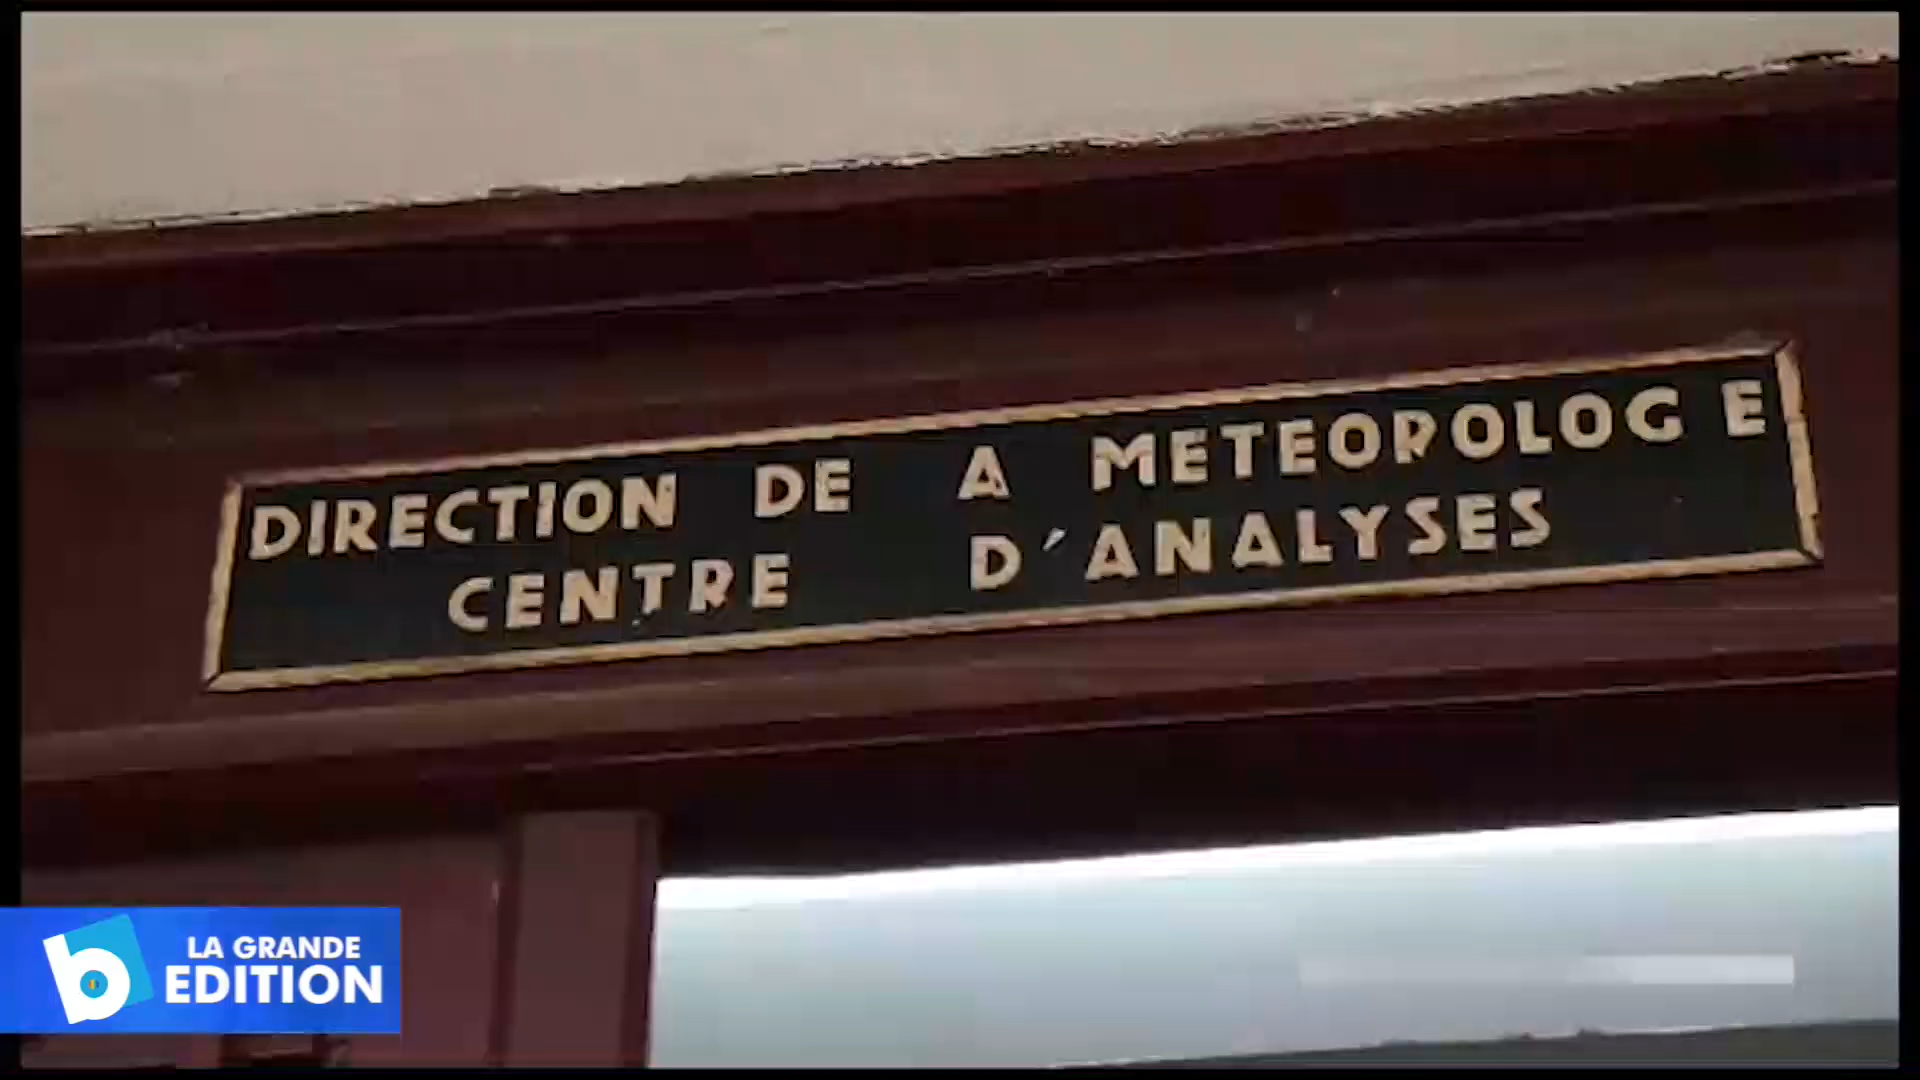 DIRECTION DE A METEOROLOG E
CENTRE D'ANALYSES
b LA GRANDE
EDITION